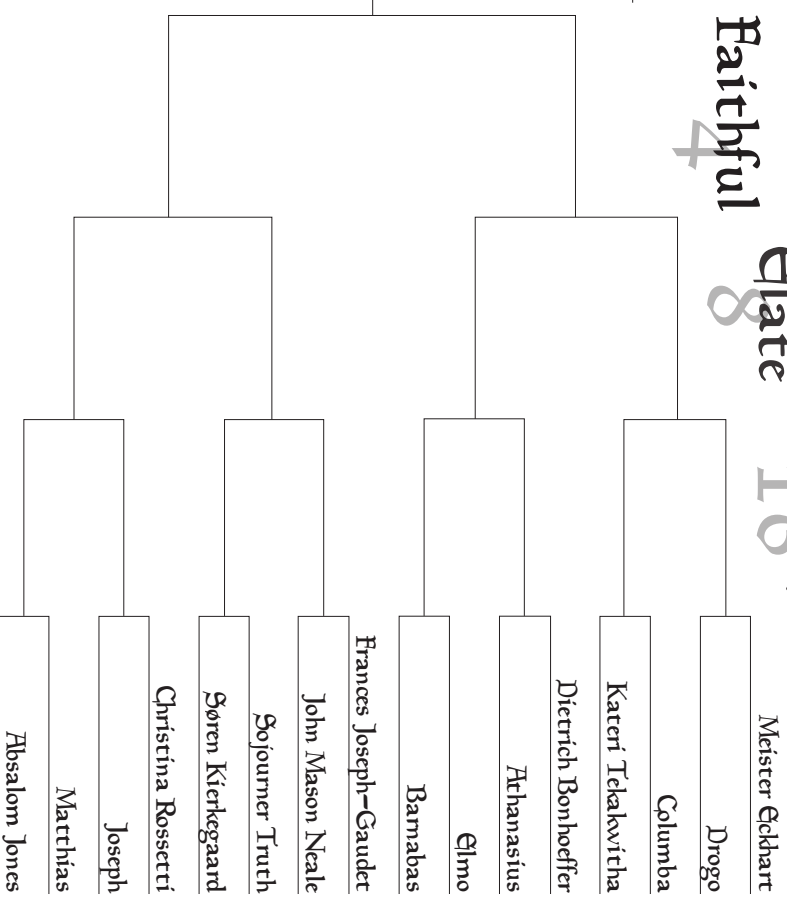 Faithful
4
Elate
8
16
Meister Eckhart
Drogo
Columba
Kateri Tekakwitha
Dietrich Bonhoeffer
Athanasius
Elmo
Barnabas
Frances Joseph-Gaudet
John Mason Neale
Sojourner Truth
Søren Kierkegaard
Christina Rossetti
Joseph
Matthias
Absalom Jones